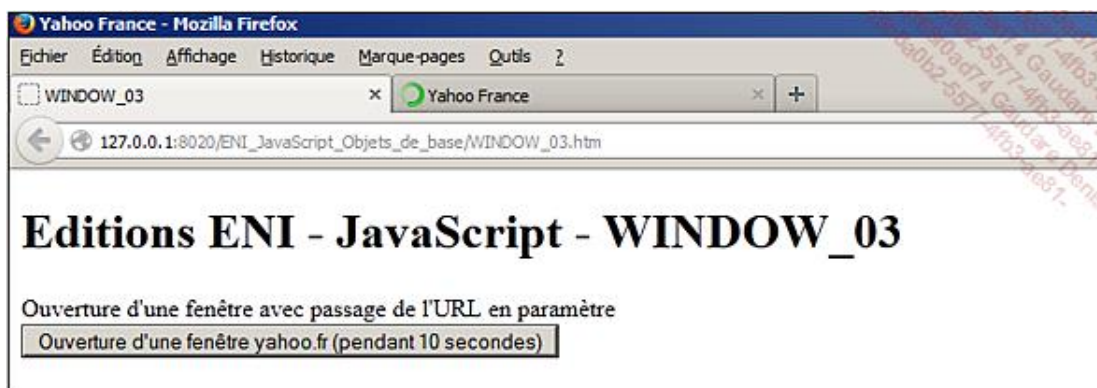 Yahoo France - Mozilla Firefox
Fichier Édition Affichage Historique Marque-pages Outils ?
WINDOW_03 × Yahoo France × +
127.0.0.1:8020/ENI_JavaScript_Objets_de_base/WINDOW_03.htm
Editions ENI - JavaScript - WINDOW_03
Ouverture d'une fenêtre avec passage de l'URL en paramètre
Ouverture d'une fenêtre yahoo.fr (pendant 10 secondes)